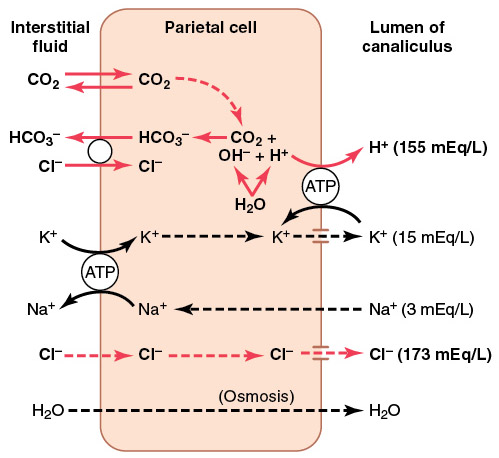 Interstitial fluid
Parietal cell
Lumen of canaliculus
CO₂ CO₂
HCO₃⁻ HCO₃⁻ CO₂ +
OH⁻ + H⁺ H⁺ (155 mEq/L)
Cl⁻ Cl⁻
ATP
H₂O
K⁺ K⁺ K⁺ K⁺ (15 mEq/L)
ATP
Na⁺ Na⁺ Na⁺ (3 mEq/L)
Cl⁻ Cl⁻ Cl⁻ Cl⁻ (173 mEq/L)
(Osmosis)
H₂O H₂O